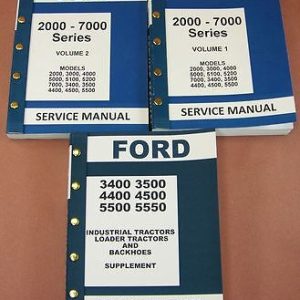 2000 - 7000
Series
VOLUME 2
MODELS
2000, 3000, 4000
5000, 5100, 5200
7000, 3400, 3500
4400, 4500, 5500
SERVICE MANUAL
2000 - 7000
Series
VOLUME 1
MODELS
2000, 3000, 4000
5000, 5100, 5200
7000, 3400, 3500
4400, 4500, 5500
SERVICE MANUAL
FORD
3400 3500
4400 4500
5500 5550
INDUSTRIAL TRACTORS
LOADER TRACTORS
AND
BACKHOES
SUPPLEMENT